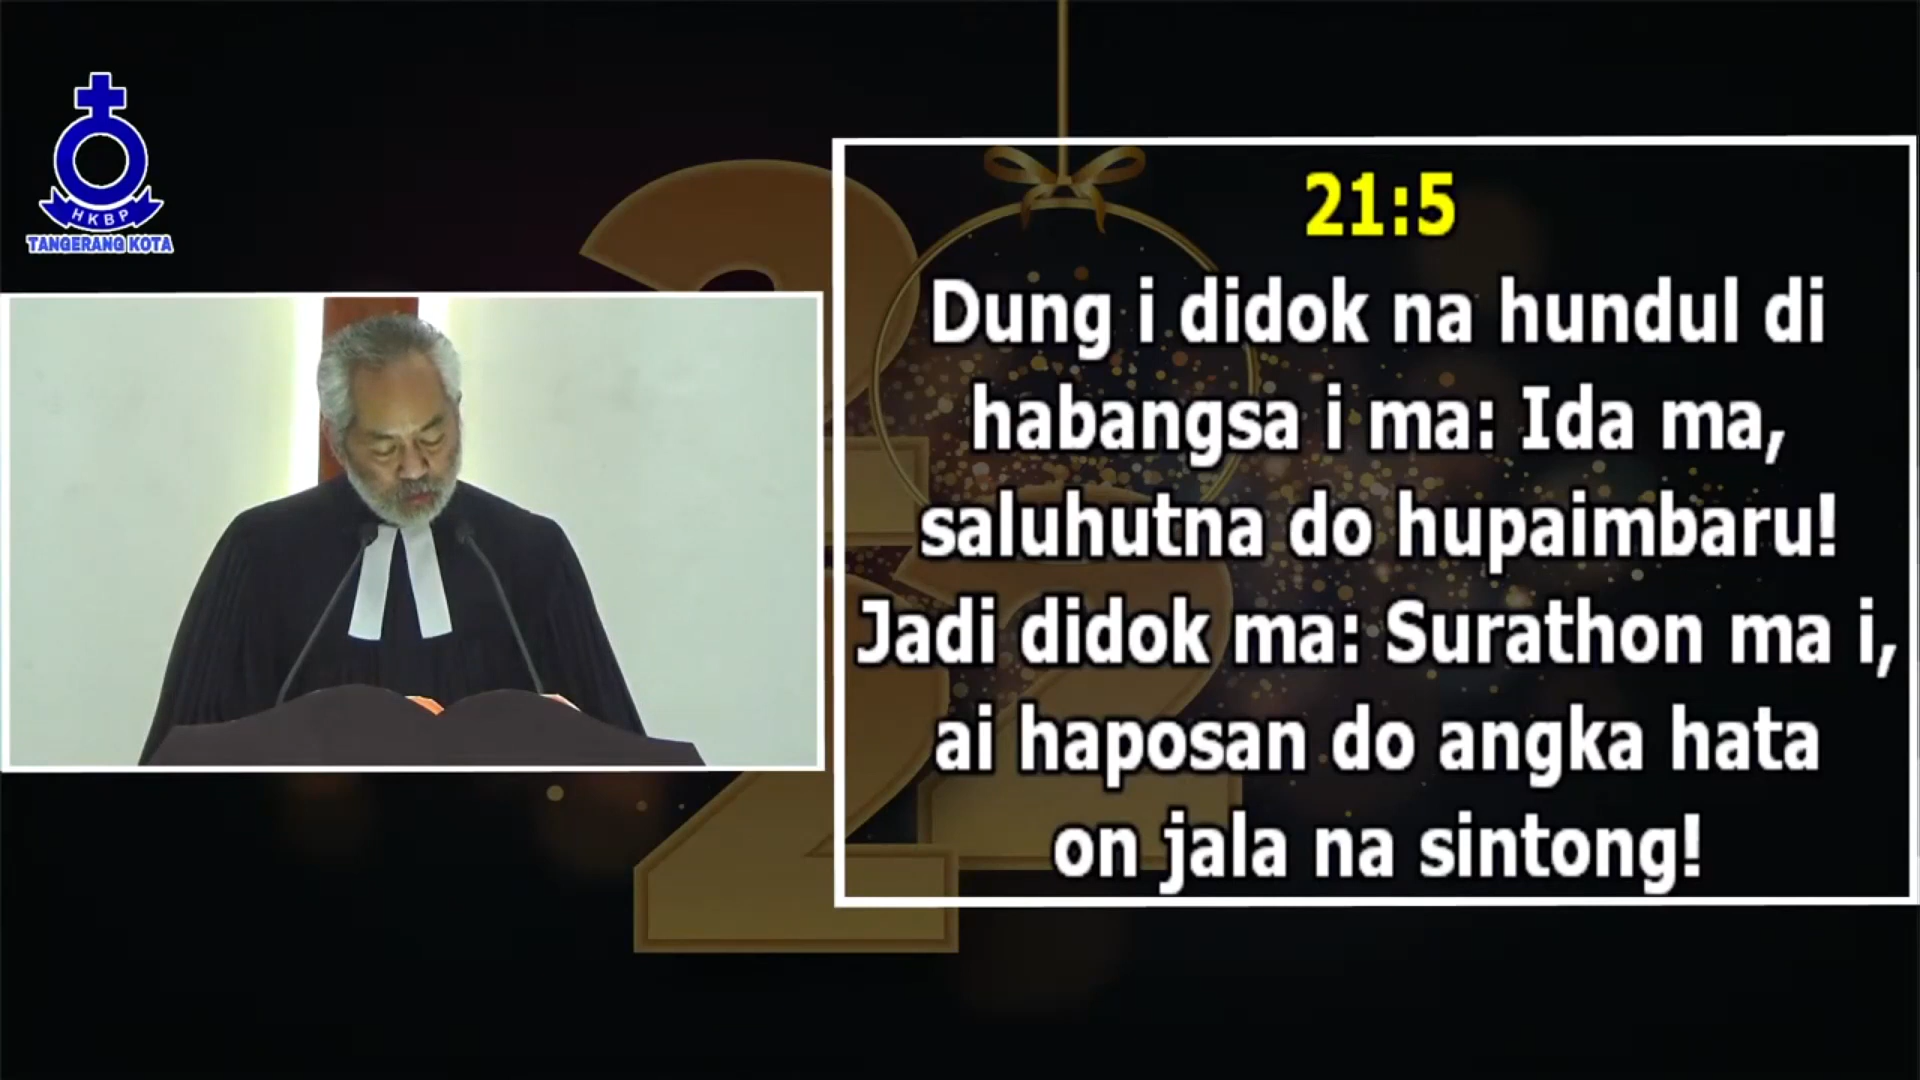 HKBP
TANGERANG KOTA
21:5
Dung i didok na hundul di
habangsa i ma: Ida ma,
saluhutna do hupaimbaru!
Jadi didok ma: Surathon ma i,
ai haposan do angka hata
on jala na sintong!